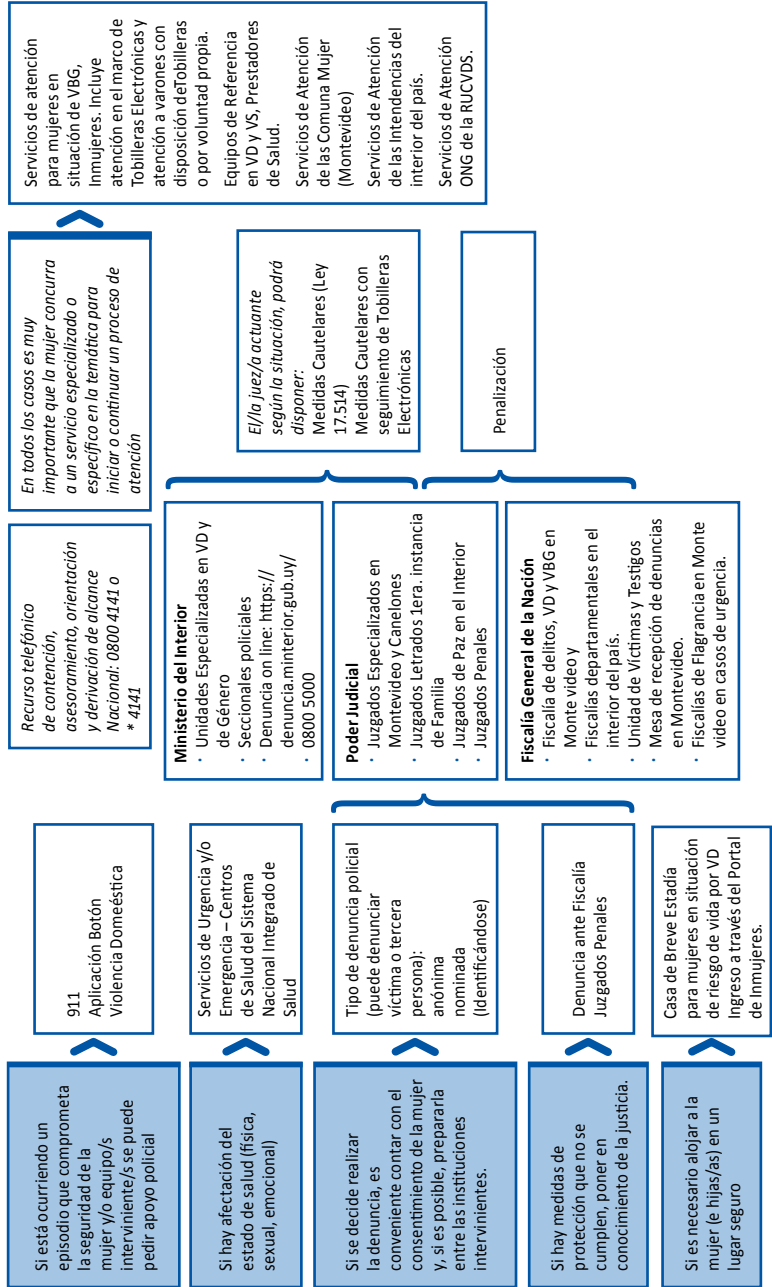 Si está o curriendo un
episodio que comprometa
la seguridad de la
mujer y/o equipo/s
interviniente/s se puede
pedir apoyo policial
911
Aplicación Botón
Violencia Domeéstica
Recurso telefónico
de contención,
asesoramiento, orientación
y derivación de alcance
Nacional: 0800 4141 o
* 4141
En todos los casos es muy
importante que la mujer concurra
a un servicio especializado o
específico en la temática para
iniciar o continuar un proceso de
atención
Servicios de atención
para mujeres en
situación de VBG,
Inmujeres. Incluye
atención en el marco de
Tobilleras Electrónicas y
atención a varones con
disposición deTobilleras
o por voluntad propia.
Equipos de Referencia
en VD y VS, Prestadores
de Salud.
Servicios de Atención
de las Comuna Mujer
(Montevideo)
Servicios de Atención
de las Intendencias del
interior del país.
Servicios de Atención
ONG de la RUCVDS.
Si hay afectación del
estado de salud (física,
sexual, emocional)
Servicios de Urgencia y/o
Emergencia – Centros
de Salud del Sistema
Nacional Integrado de
Salud
Si se decide realizar
la denuncia, es
conveniente contar con el
consentimiento de la mujer
y, si es posible, prepararla
entre las instituciones
intervinientes.
Tipo de denuncia policial
(puede denunciar
víctima o tercera
persona):
anónima
nominada
(Identificándose)
Si hay medidas de
protección que no se
cumplen, poner en
conocimiento de la justicia.
Denuncia ante Fiscalía
Juzgados Penales
Si es necesario alojar a la
mujer (e hijas/as) en un
lugar seguro
Casa de Breve Estadía
para mujeres en situación
de riesgo de vida por VD
Ingreso a través del Portal
de Inmujeres.
Ministerio del Interior
· Unidades Especializadas en VD y
de Género
· Seccionales policiales
· Denuncia on line: https://
denuncia.minterior.gub.uy/
· 0800 5000
Poder Judicial
· Juzgados Especializados en
Montevideo y Canelones
· Juzgados Letrados 1era. instancia
de Familia
· Juzgados de Paz en el Interior
· Juzgados Penales
Fiscalía General de la Nación
· Fiscalía de delitos, VD y VBG en
Monte video y
· Fiscalías departamentales en el
interior del país.
· Unidad de Víctimas y Testigos
· Mesa de recepción de denuncias
en Montevideo.
· Fiscalías de Flagrancia en Monte
video en casos de urgencia.
El/la juez/a actuante
según la situación, podrá
disponer:
Medidas Cautelares (Ley
17.514)
Medidas Cautelares con
seguimiento de Tobilleras
Electrónicas
Penalización